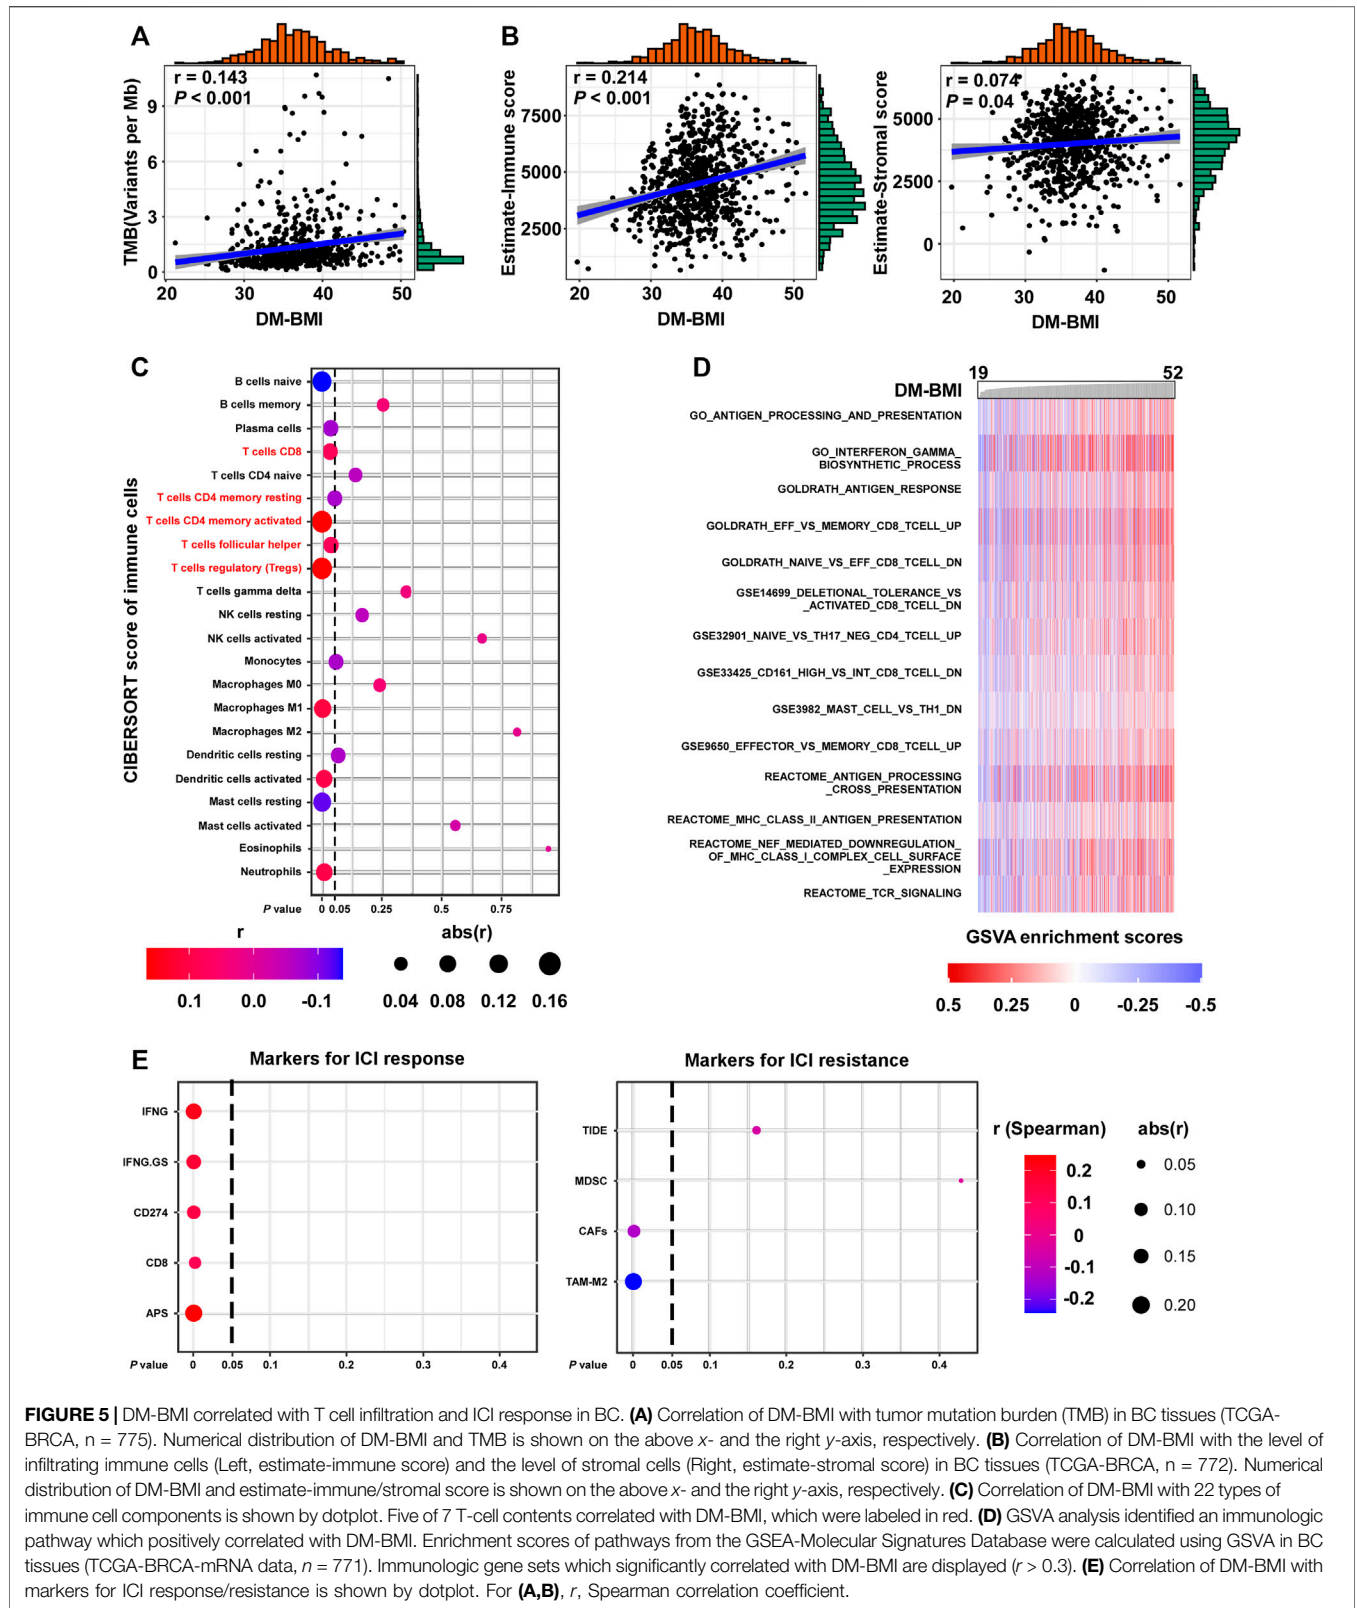 A
r = 0.143
P < 0.001
TMB(Variants per Mb)
9
6
3
0
20 30 40 50
DM-BMI
B
r = 0.214
P < 0.001
Estimate-Immune score
7500
5000
2500
20 30 40 50
DM-BMI
r = 0.074
P = 0.04
Estimate-Stromal score
5000
2500
0
20 30 40 50
DM-BMI
C
CIBERSORT score of immune cells
B cells naive
B cells memory
Plasma cells
T cells CD8
T cells CD4 naive
T cells CD4 memory resting
T cells CD4 memory activated
T cells follicular helper
T cells regulatory (Tregs)
T cells gamma delta
NK cells resting
NK cells activated
Monocytes
Macrophages M0
Macrophages M1
Macrophages M2
Dendritic cells resting
Dendritic cells activated
Mast cells resting
Mast cells activated
Eosinophils
Neutrophils
P value 0 0.05 0.25 0.5 0.75
r
0.1 0.0 -0.1
abs(r)
0.04 0.08 0.12 0.16
D
19 52
DM-BMI
GO_ANTIGEN_PROCESSING_AND_PRESENTATION
GO_INTERFERON_GAMMA_
BIOSYNTHETIC_PROCESS
GOLDRATH_ANTIGEN_RESPONSE
GOLDRATH_EFF_VS_MEMORY_CD8_TCELL_UP
GOLDRATH_NAIVE_VS_EFF_CD8_TCELL_DN
GSE14699_DELETIONAL_TOLERANCE_VS
_ACTIVATED_CD8_TCELL_DN
GSE32901_NAIVE_VS_TH17_NEG_CD4_TCELL_UP
GSE33425_CD161_HIGH_VS_INT_CD8_TCELL_DN
GSE3982_MAST_CELL_VS_TH1_DN
GSE9650_EFFECTOR_VS_MEMORY_CD8_TCELL_UP
REACTOME_ANTIGEN_PROCESSING
_CROSS_PRESENTATION
REACTOME_MHC_CLASS_II_ANTIGEN_PRESENTATION
REACTOME_NEF_MEDIATED_DOWNREGULATION_
OF_MHC_CLASS_I_COMPLEX_CELL_SURFACE
_EXPRESSION
REACTOME_TCR_SIGNALING
GSVA enrichment scores
0.5 0.25 0 -0.25 -0.5
E
Markers for ICI response
IFNG
IFNG.GS
CD274
CD8
APS
P value 0 0.05 0.1 0.2 0.3 0.4
Markers for ICI resistance
TIDE
MDSC
CAFs
TAM-M2
P value 0 0.05 0.1 0.2 0.3 0.4
r (Spearman)
0.2
0.1
0
-0.1
-0.2
abs(r)
0.05
0.10
0.15
0.20
FIGURE 5 | DM-BMI correlated with T cell infiltration and ICI response in BC. (A) Correlation of DM-BMI with tumor mutation burden (TMB) in BC tissues (TCGA-
BRCA, n = 775). Numerical distribution of DM-BMI and TMB is shown on the above x- and the right y-axis, respectively. (B) Correlation of DM-BMI with the level of
infiltrating immune cells (Left, estimate-immune score) and the level of stromal cells (Right, estimate-stromal score) in BC tissues (TCGA-BRCA, n = 772). Numerical
distribution of DM-BMI and estimate-immune/stromal score is shown on the above x- and the right y-axis, respectively. (C) Correlation of DM-BMI with 22 types of
immune cell components is shown by dotplot. Five of 7 T-cell contents correlated with DM-BMI, which were labeled in red. (D) GSVA analysis identified an immunologic
pathway which positively correlated with DM-BMI. Enrichment scores of pathways from the GSEA-Molecular Signatures Database were calculated using GSVA in BC
tissues (TCGA-BRCA-mRNA data, n = 771). Immunologic gene sets which significantly correlated with DM-BMI are displayed (r > 0.3). (E) Correlation of DM-BMI with
markers for ICI response/resistance is shown by dotplot. For (A,B), r, Spearman correlation coefficient.